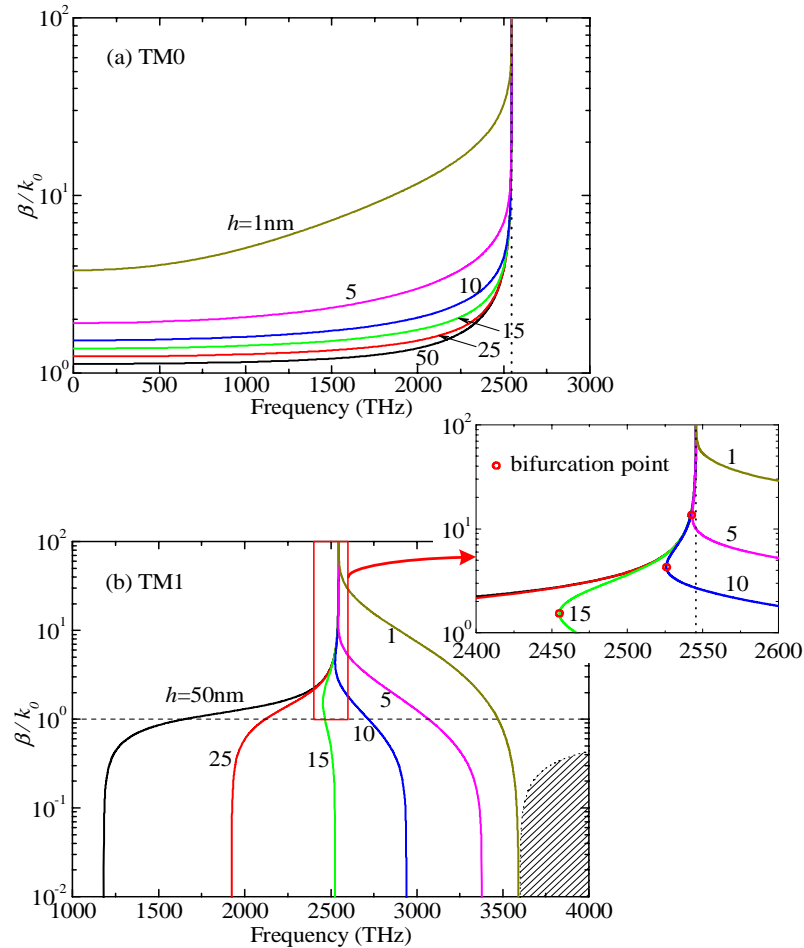 10²
(a) TM0
β/k₀
10¹
h=1nm
5
10
15
25
50
10⁰
0 500 1000 1500 2000 2500 3000
Frequency (THz)
10²
bifurcation point
1
10¹
5
10
15
10⁰
2400 2450 2500 2550 2600
10²
(b) TM1
β/k₀
10¹
1
h=50nm
5
10⁰
25
15
10
10⁻¹
10⁻²
1000 1500 2000 2500 3000 3500 4000
Frequency (THz)